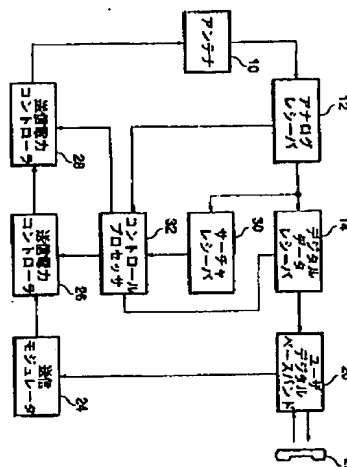 アンテナ
10
アナログ
レシーバ
12
送信電力
コントローラ
28
コントロール
プロセッサ
32
サーチャ
レシーバ
30
デジタル
データ
レシーバ
14
送信電力
コントローラ
26
送信
モジュレータ
24
ユーザ
デジタル
ベースバンド
20